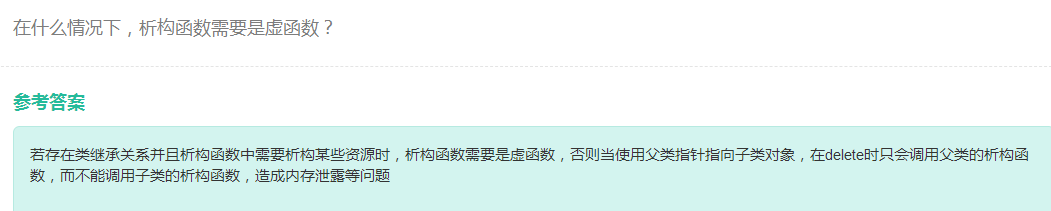 在什么情况下，析构函数需要是虚函数？
参考答案
若存在类继承关系并且析构函数中需要析构某些资源时，析构函数需要是虚函数，否则当使用父类指针指向子类对象，在delete时只会调用父类的析构函
数，而不能调用子类的析构函数，造成内存泄露等问题